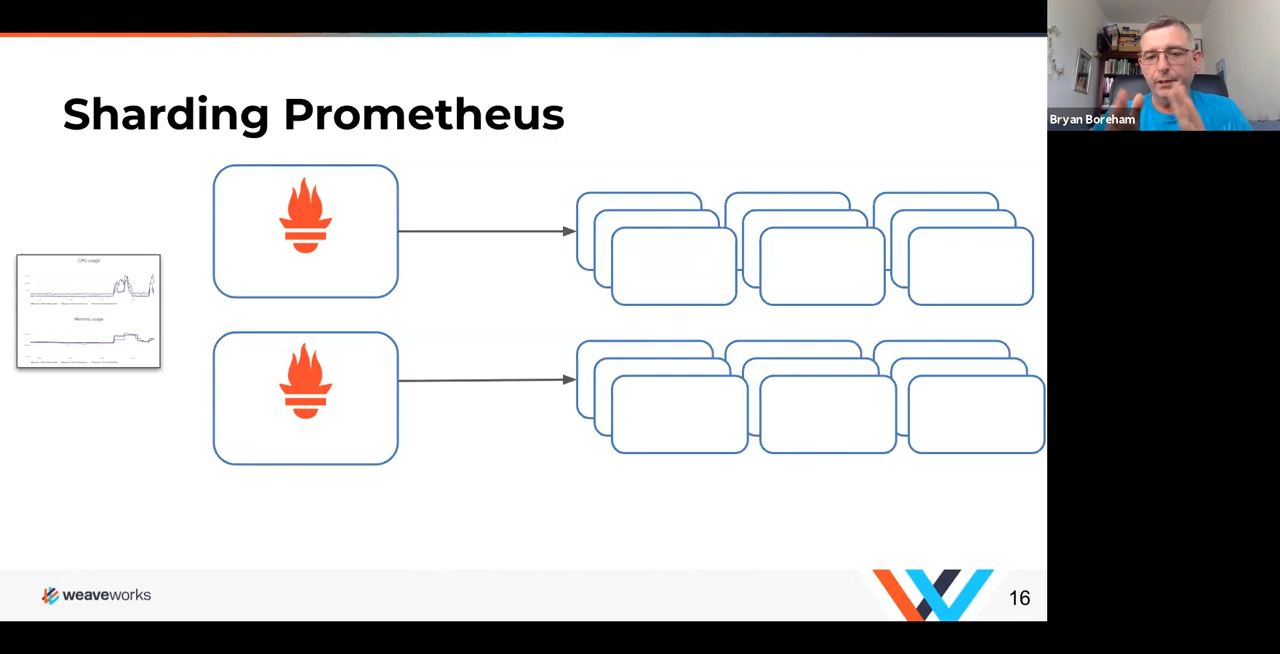 Sharding Prometheus
Bryan Boreham
CPU usage
Memory usage
weaveworks
16